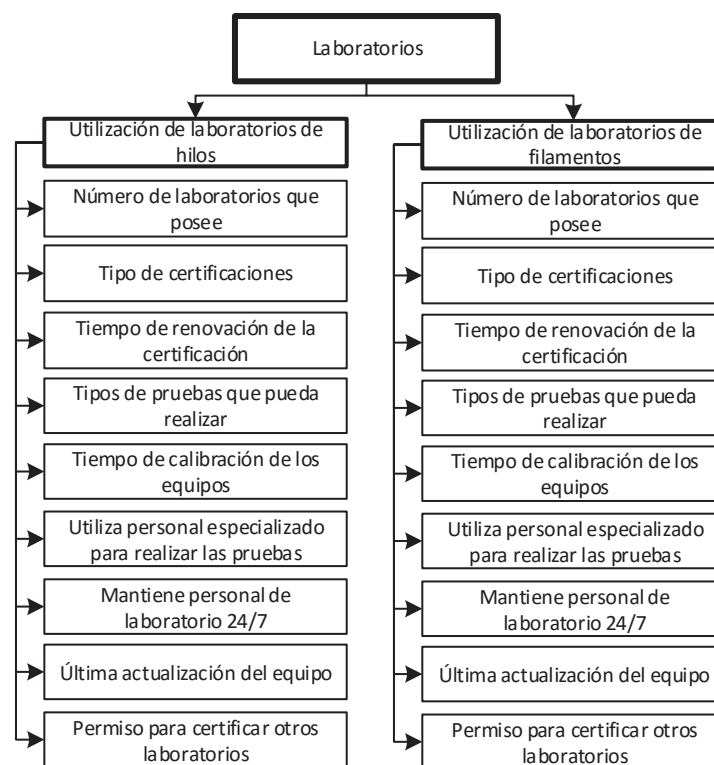 Laboratorios
Utilización de laboratorios de
hilos
Número de laboratorios que
posee
Tipo de certificaciones
Tiempo de renovación de la
certificación
Tipos de pruebas que pueda
realizar
Tiempo de calibración de los
equipos
Utiliza personal especializado
para realizar las pruebas
Mantiene personal de
laboratorio 24/7
Última actualización del equipo
Permiso para certificar otros
laboratorios
Utilización de laboratorios de
filamentos
Número de laboratorios que
posee
Tipo de certificaciones
Tiempo de renovación de la
certificación
Tipos de pruebas que pueda
realizar
Tiempo de calibración de los
equipos
Utiliza personal especializado
para realizar las pruebas
Mantiene personal de
laboratorio 24/7
Última actualización del equipo
Permiso para certificar otros
laboratorios